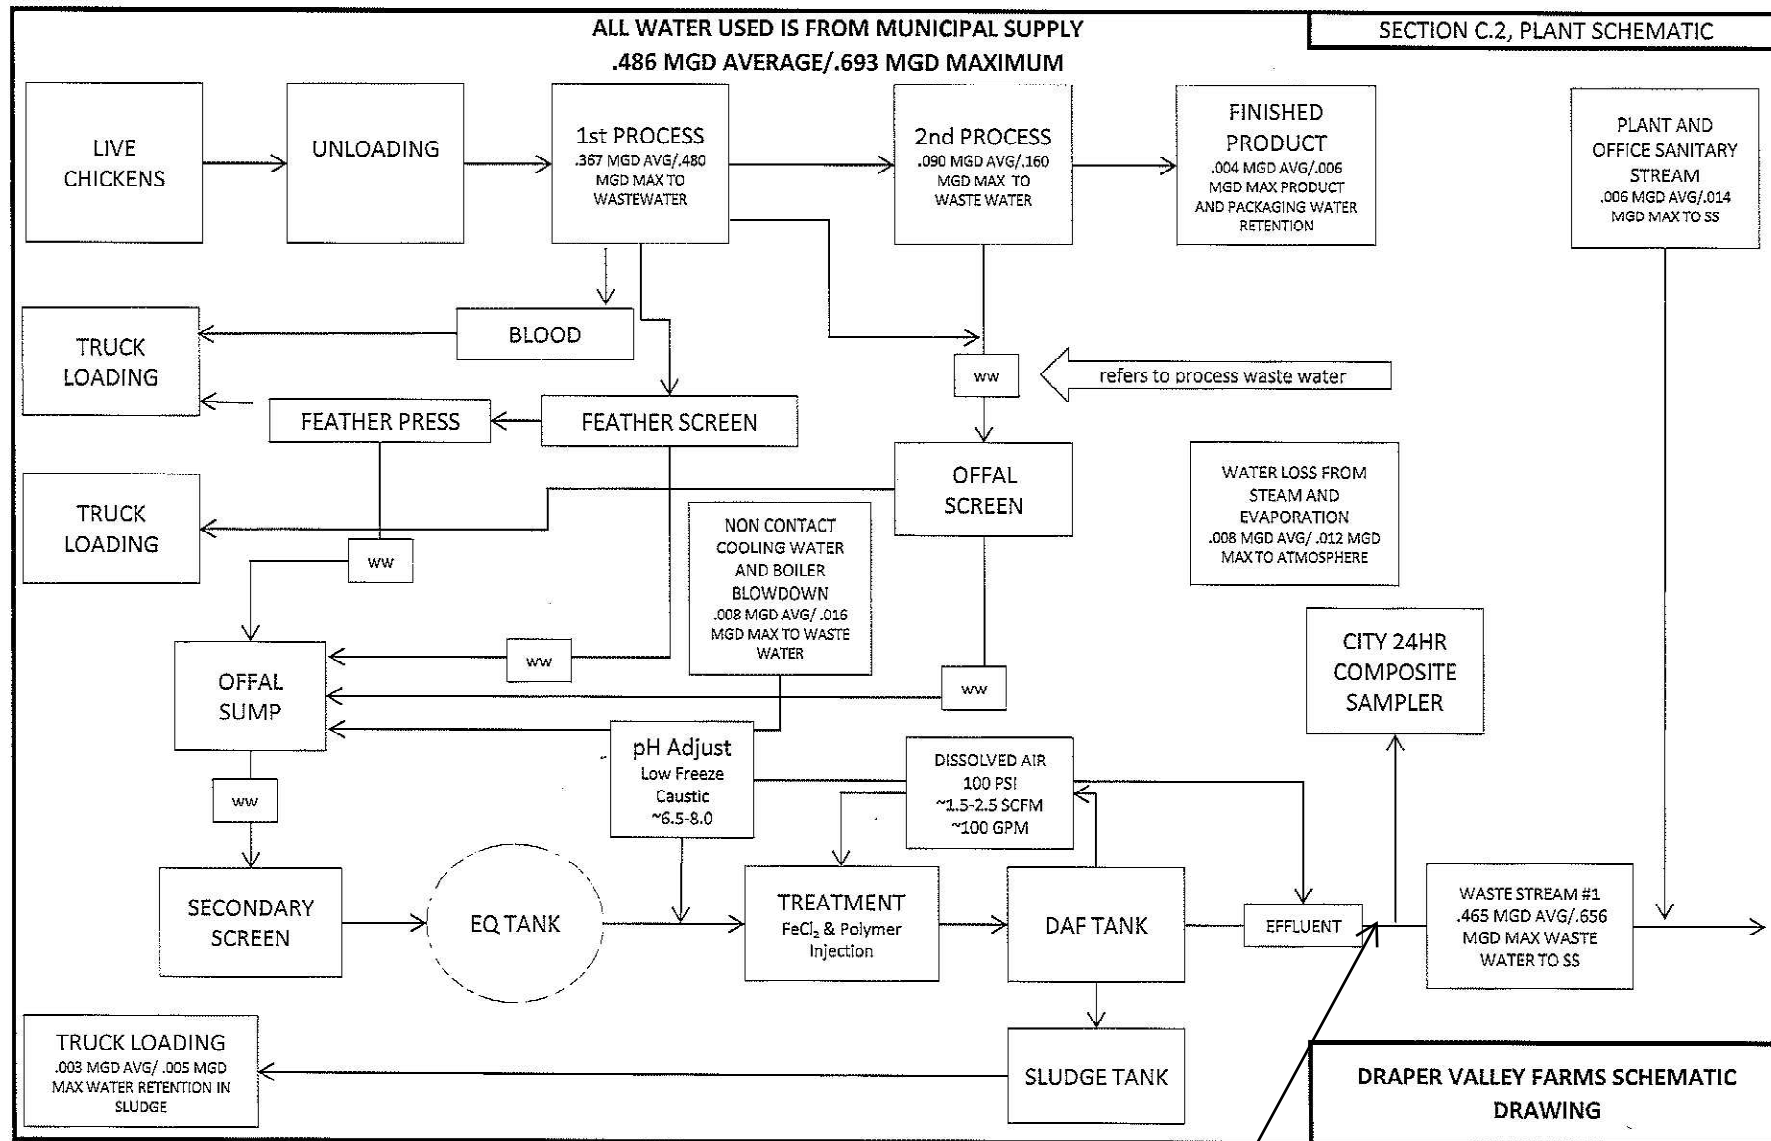 ALL WATER USED IS FROM MUNICIPAL SUPPLY
.486 MGD AVERAGE/.693 MGD MAXIMUM
SECTION C.2, PLANT SCHEMATIC
LIVE
CHICKENS
UNLOADING
1st PROCESS
.367 MGD AVG/.480
MGD MAX TO
WASTEWATER
2nd PROCESS
.090 MGD AVG/.160
MGD MAX TO
WASTE WATER
FINISHED
PRODUCT
.004 MGD AVG/.006
MGD MAX PRODUCT
AND PACKAGING WATER
RETENTION
PLANT AND
OFFICE SANITARY
STREAM
.006 MGD AVG/.014
MGD MAX TO SS
TRUCK
LOADING
BLOOD
ww
refers to process waste water
FEATHER PRESS
FEATHER SCREEN
OFFAL
SCREEN
TRUCK
LOADING
ww
NON CONTACT
COOLING WATER
AND BOILER
BLOWDOWN
.008 MGD AVG/ .016
MGD MAX TO WASTE
WATER
WATER LOSS FROM
STEAM AND
EVAPORATION
.008 MGD AVG/ .012 MGD
MAX TO ATMOSPHERE
OFFAL
SUMP
ww
ww
CITY 24HR
COMPOSITE
SAMPLER
ww
pH Adjust
Low Freeze
Caustic
~6.5-8.0
DISSOLVED AIR
100 PSI
~1.5-2.5 SCFM
~100 GPM
SECONDARY
SCREEN
EQ TANK
TREATMENT
FeCl₂ & Polymer
Injection
DAF TANK
EFFLUENT
WASTE STREAM #1
.465 MGD AVG/.656
MGD MAX WASTE
WATER TO SS
TRUCK LOADING
.003 MGD AVG/ .005 MGD
MAX WATER RETENTION IN
SLUDGE
SLUDGE TANK
DRAPER VALLEY FARMS SCHEMATIC
DRAWING